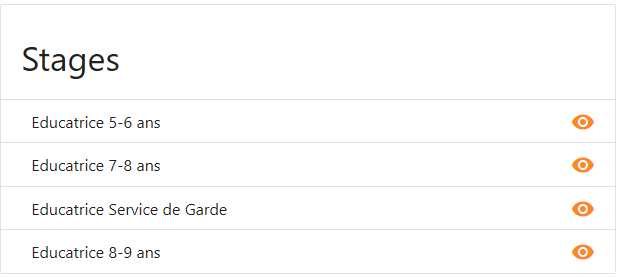 Stages
Educatrice 5-6 ans
Educatrice 7-8 ans
Educatrice Service de Garde
Educatrice 8-9 ans